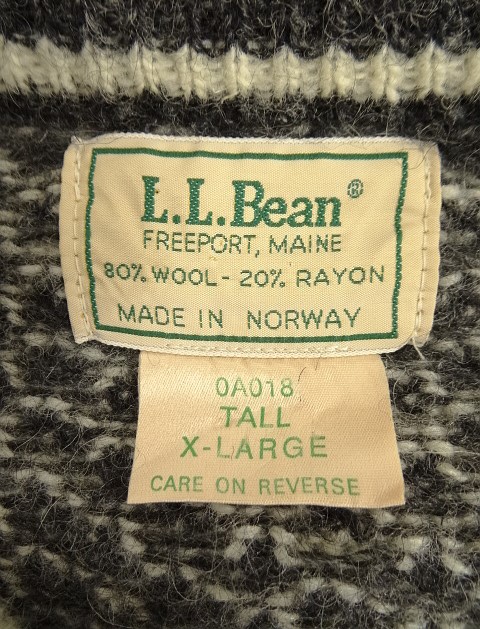 L.L.Bean®
FREEPORT, MAINE
80% WOOL - 20% RAYON
MADE IN NORWAY
0A018
TALL
X-LARGE
CARE ON REVERSE